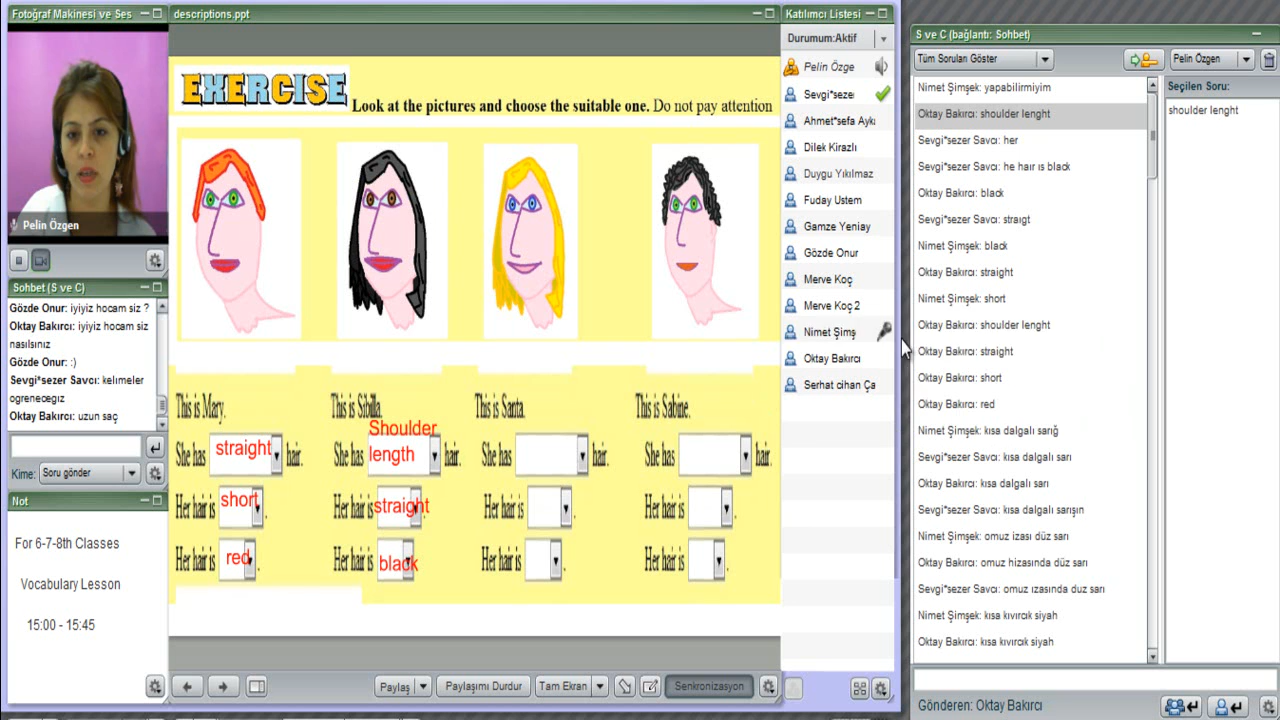 Fotoğraf Makinesi ve Ses
Pelin Özgen
Sohbet (S ve C)
Gözde Onur: iyiyiz hocam siz ?
Oktay Bakırcı: iyiyiz hocam siz
nasılsınız
Gözde Onur: :)
Sevgi*sezer Savcı: kelımeler
ogreneceğız
Oktay Bakırcı: uzun saç
Kime: Soru gönder
Not
For 6-7-8th Classes
Vocabulary Lesson
15:00 - 15:45
descriptions.ppt
EXERCISE Look at the pictures and choose the suitable one. Do not pay attention
This is Mary.
She has straight hair.
Her hair is short .
Her hair is red .
This is Sibilla.
She has Shoulder
length hair.
Her hair is straight .
Her hair is black
This is Santa.
She has hair.
Her hair is .
Her hair is .
This is Sabine.
She has hair.
Her hair is .
Her hair is .
Paylaş
Paylaşımı Durdur
Tam Ekran
Senkronizasyon
Katılımcı Listesi
Durumum:Aktif
Pelin Özge
Sevgi*seze
Ahmet*sefa Aykı
Dilek Kirazlı
Duygu Yıkılmaz
Fuday Ustem
Gamze Yeniay
Gözde Onur
Merve Koç
Merve Koç 2
Nimet Şimş
Oktay Bakırcı
Serhat cihan Ça
S ve C (bağlantı: Sohbet)
Tüm Soruları Göster
Pelin Özgen
Nimet Şimşek: yapabilirmiyim
Oktay Bakırcı: shoulder lenght
Sevgi*sezer Savcı: her
Sevgi*sezer Savcı: he haır ıs black
Oktay Bakırcı: black
Sevgi*sezer Savcı: straıgt
Nimet Şimşek: black
Oktay Bakırcı: straight
Nimet Şimşek: short
Oktay Bakırcı: shoulder lenght
Oktay Bakırcı: straight
Oktay Bakırcı: short
Oktay Bakırcı: red
Nimet Şimşek: kısa dalgalı sarığ
Sevgi*sezer Savcı: kısa dalgalı sarı
Oktay Bakırcı: kısa dalgalı sarı
Sevgi*sezer Savcı: kısa dalgalı sarışın
Nimet Şimşek: omuz izası düz sarı
Oktay Bakırcı: omuz hizasında düz sarı
Sevgi*sezer Savcı: omuz ızasında duz sarı
Nimet Şimşek: kısa kıvırcık siyah
Oktay Bakırcı: kısa kıvırcık siyah
Seçilen Soru:
shoulder lenght
Gönderen: Oktay Bakırcı